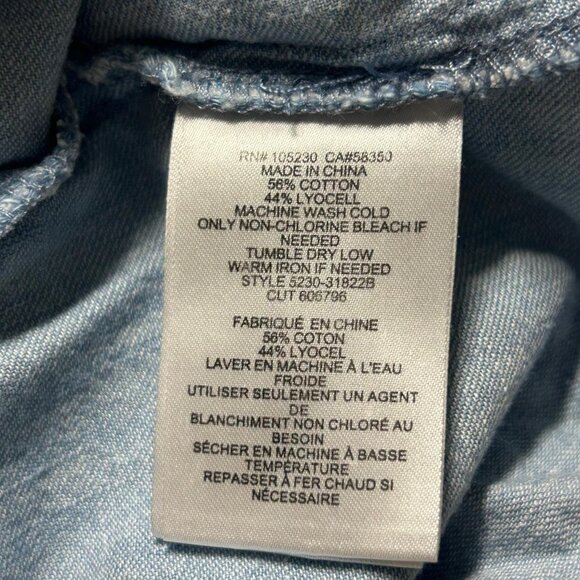 RN# 105230 CA#58350
MADE IN CHINA
56% COTTON
44% LYOCELL
MACHINE WASH COLD
ONLY NON-CHLORINE BLEACH IF
NEEDED
TUMBLE DRY LOW
WARM IRON IF NEEDED
STYLE 5230-31822B
CUT 606796
FABRIQUÉ EN CHINE
56% COTON
44% LYOCEL
LAVER EN MACHINE À L'EAU
FROIDE
UTILISER SEULEMENT UN AGENT
DE
BLANCHIMENT NON CHLORÉ AU
BESOIN
SÉCHER EN MACHINE À BASSE
TEMPÉRATURE
REPASSER À FER CHAUD SI
NÉCESSAIRE